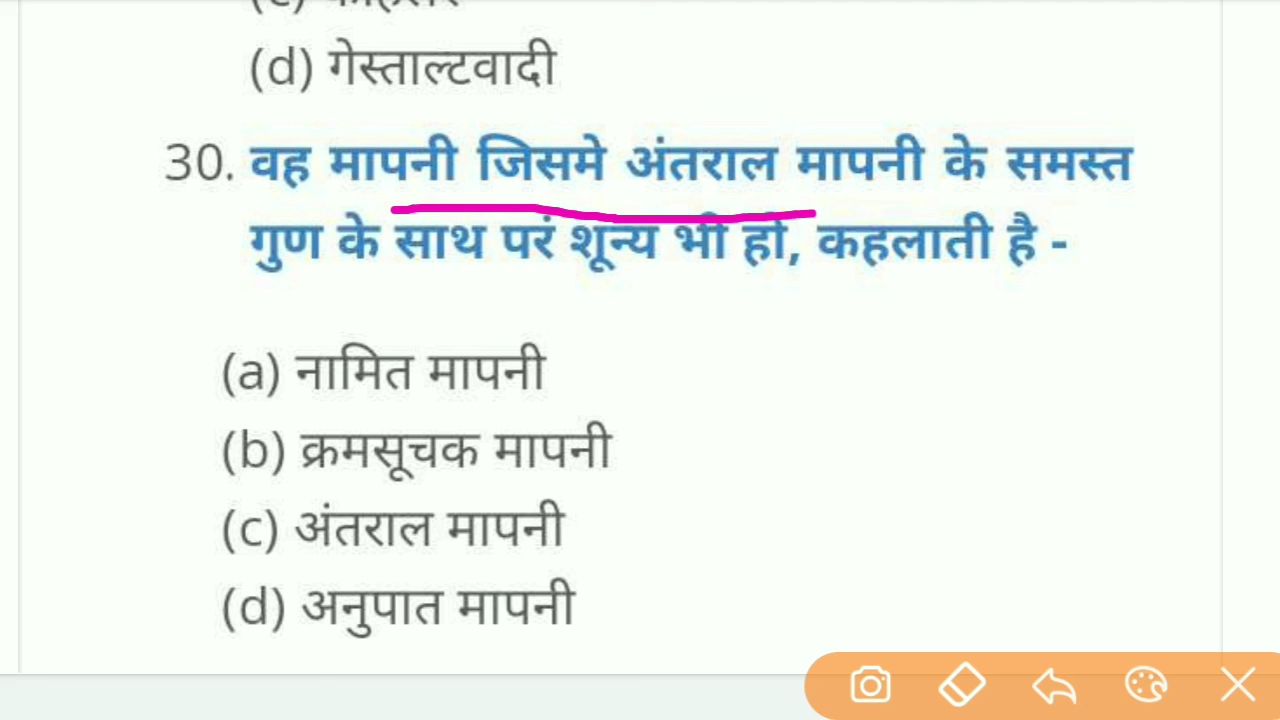 (d) गेस्ताल्टवादी
30. वह मापनी जिसमे अंतराल मापनी के समस्त
गुण के साथ परं शून्य भी हो, कहलाती है -
(a) नामित मापनी
(b) क्रमसूचक मापनी
(c) अंतराल मापनी
(d) अनुपात मापनी